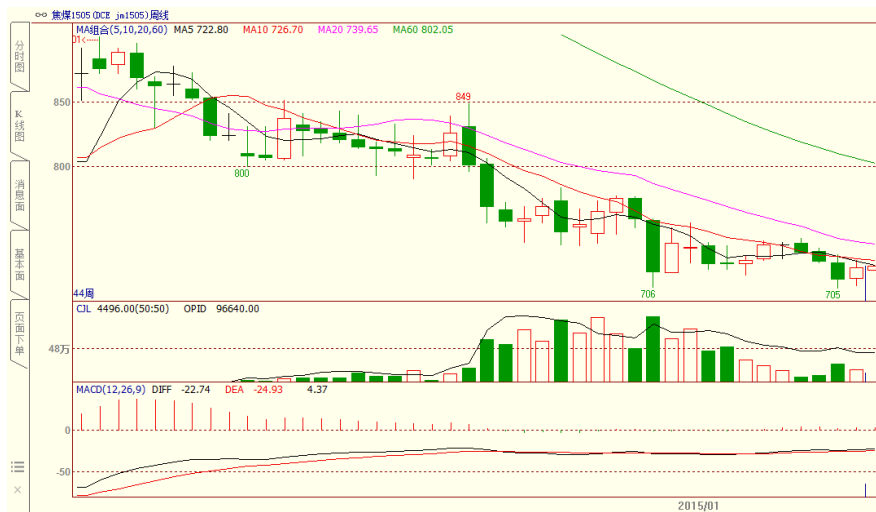 焦煤1505(DCE jm1505)周线
MA组合(5,10,20,60) MA5 722.80 MA10 726.70 MA20 739.65 MA60 802.05
01<
分时图
K线图
消息面
基本面
页面下单
850
800
849
800
706
705
44周
CJL 4496.00(50:50) OPID 96640.00
48万
MACD(12,26,9) DIFF -22.74 DEA -24.93 4.37
0
-50
2015/01